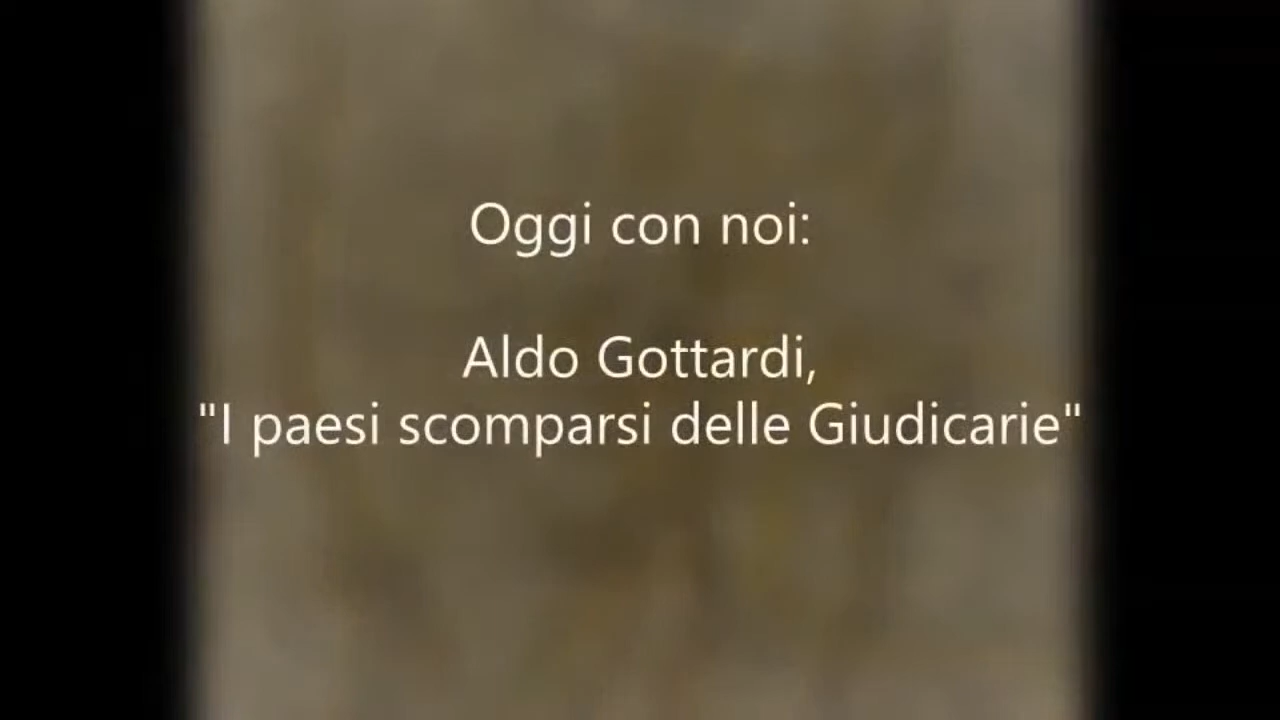 Oggi con noi:
Aldo Gottardi,
"I paesi scomparsi delle Giudicarie"